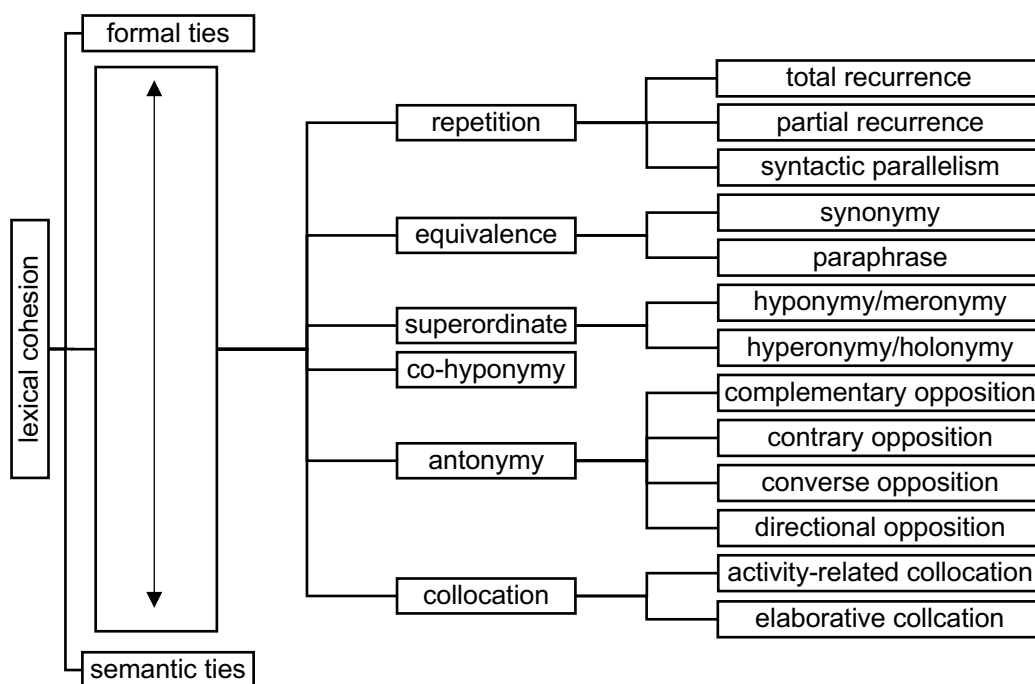 formal ties
lexical cohesion
semantic ties
repetition
equivalence
superordinate
co-hyponymy
antonymy
collocation
total recurrence
partial recurrence
syntactic parallelism
synonymy
paraphrase
hyponymy/meronymy
hyperonymy/holonymy
complementary opposition
contrary opposition
converse opposition
directional opposition
activity-related collocation
elaborative collcation